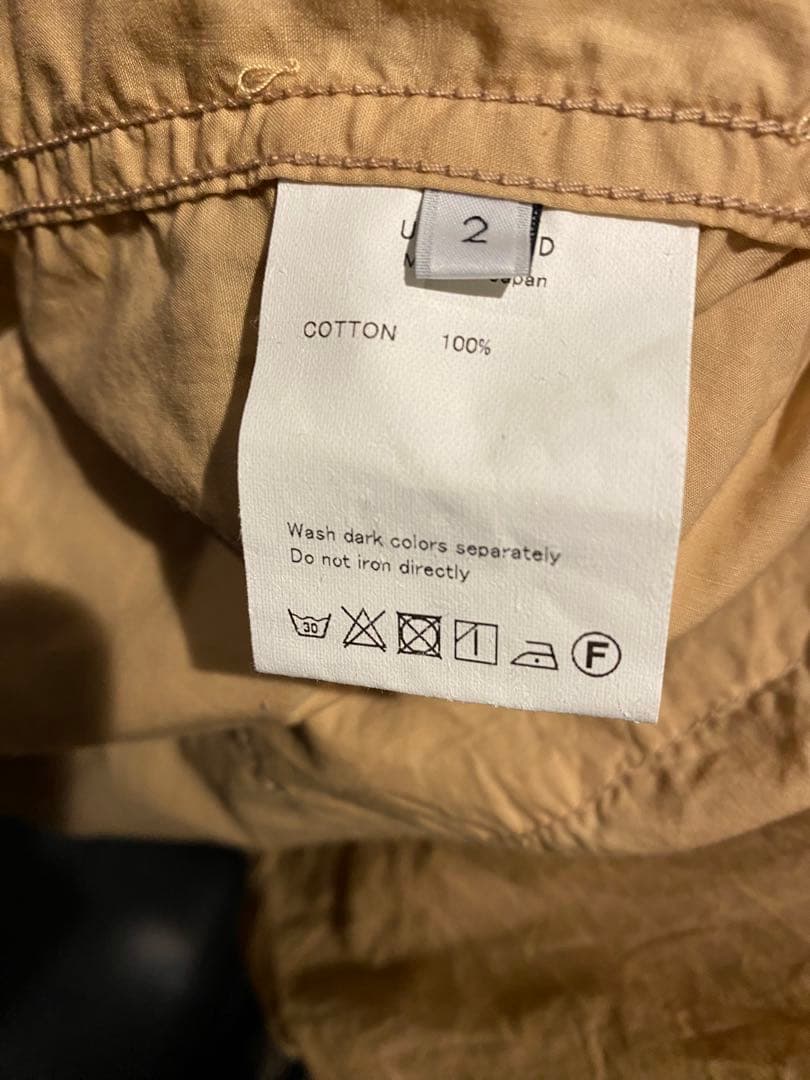 2
COTTON 100%
Wash dark colors separately
Do not iron directly
30
F